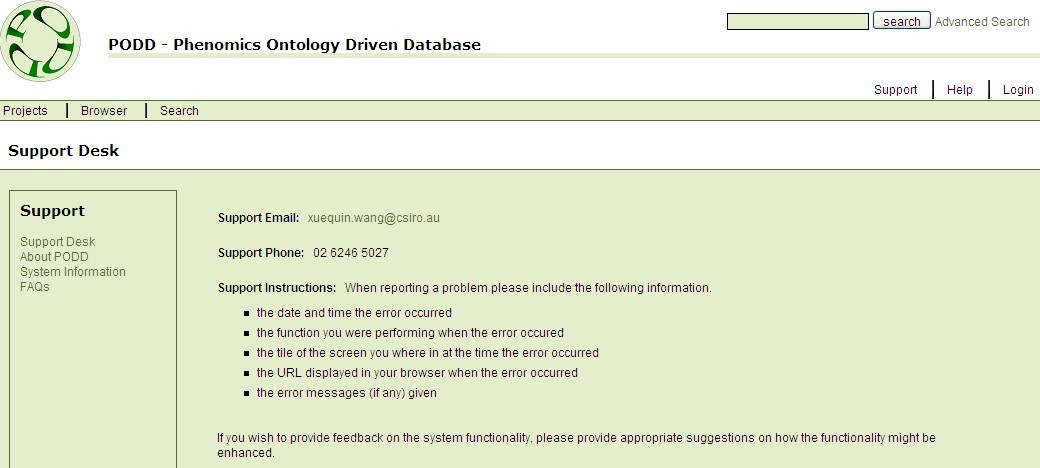 search Advanced Search
PODD - Phenomics Ontology Driven Database
Support Help Login
Projects Browser Search
Support Desk
Support
Support Desk
About PODD
System Information
FAQs
Support Email: xuequin.wang@csiro.au
Support Phone: 02 6246 5027
Support Instructions: When reporting a problem please include the following information.
the date and time the error occurred
the function you were performing when the error occured
the tile of the screen you where in at the time the error occurred
the URL displayed in your browser when the error occurred
the error messages (if any) given
If you wish to provide feedback on the system functionality, please provide appropriate suggestions on how the functionality might be
enhanced.